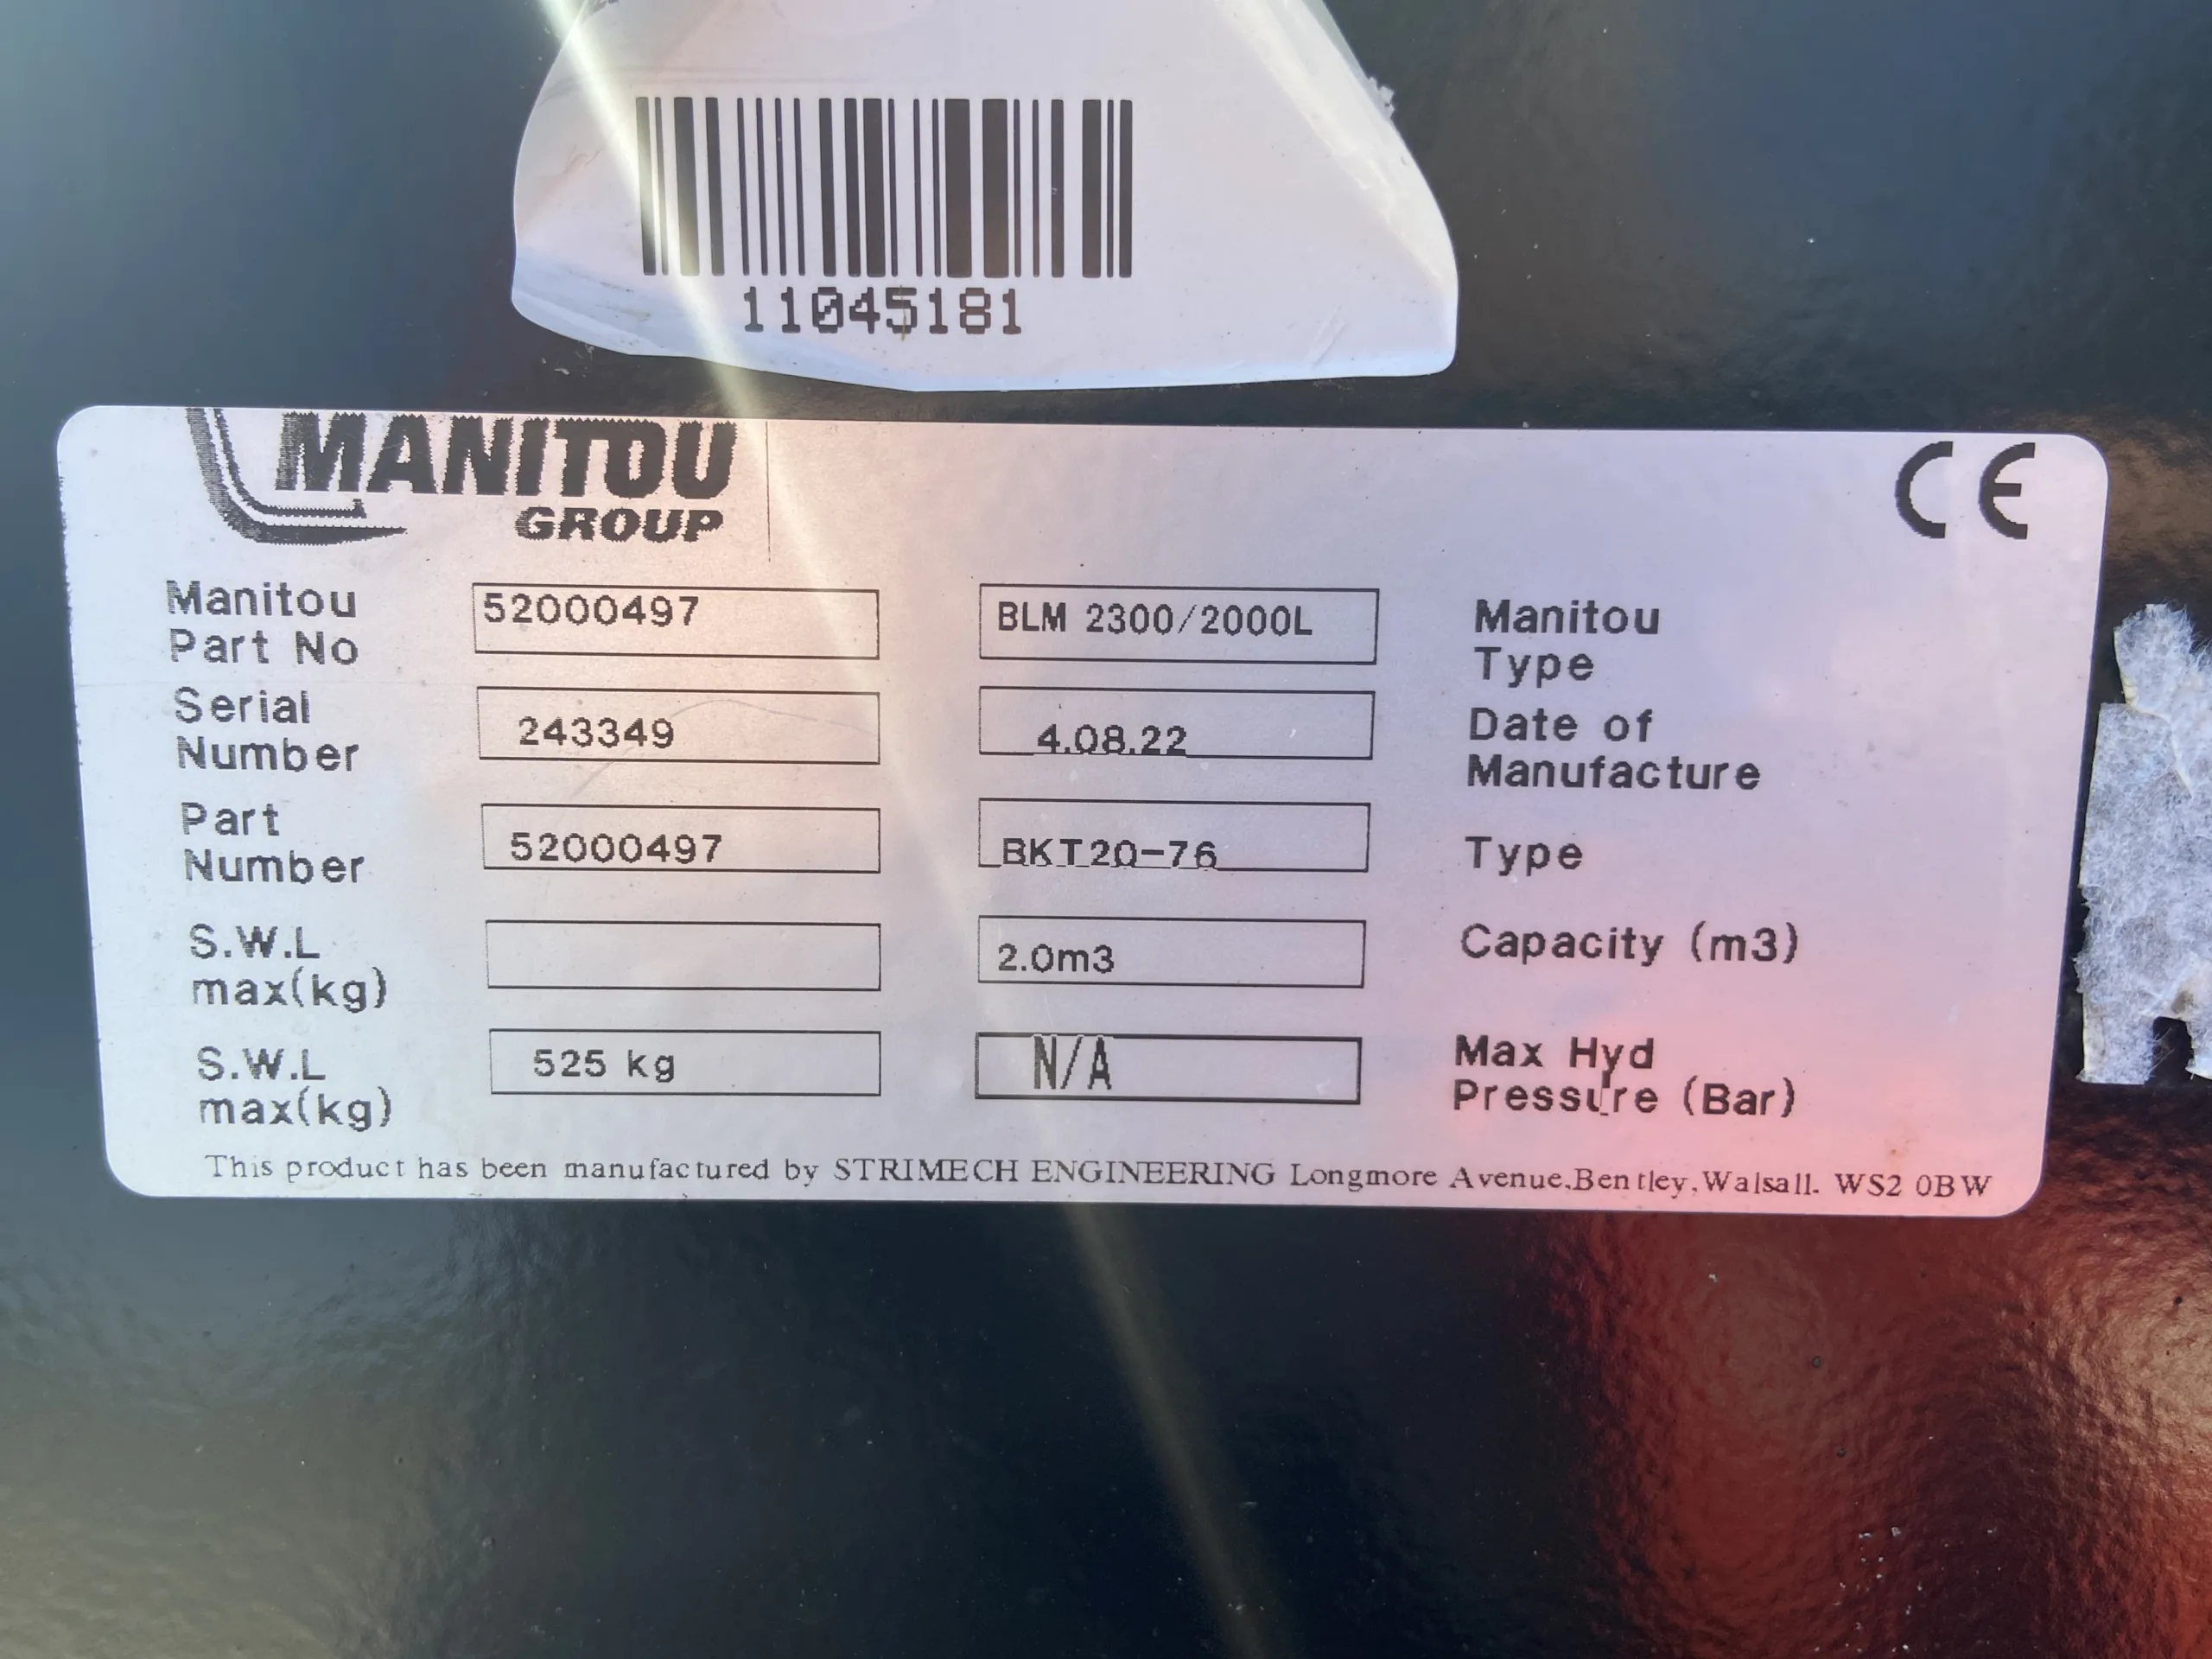 11045181
MANITOU
GROUP
CE
Manitou
Part No
52000497
BLM 2300/2000L
Manitou
Type
Serial
Number
243349
4.08.22
Date of
Manufacture
Part
Number
52000497
BKT20-76
Type
S.W.L
max(kg)
2.0m3
Capacity (m3)
S.W.L
max(kg)
525 kg
N/A
Max Hyd
Pressure (Bar)
This product has been manufactured by STRIMECH ENGINEERING Longmore Avenue,Bentley,Walsall. WS2 0BW